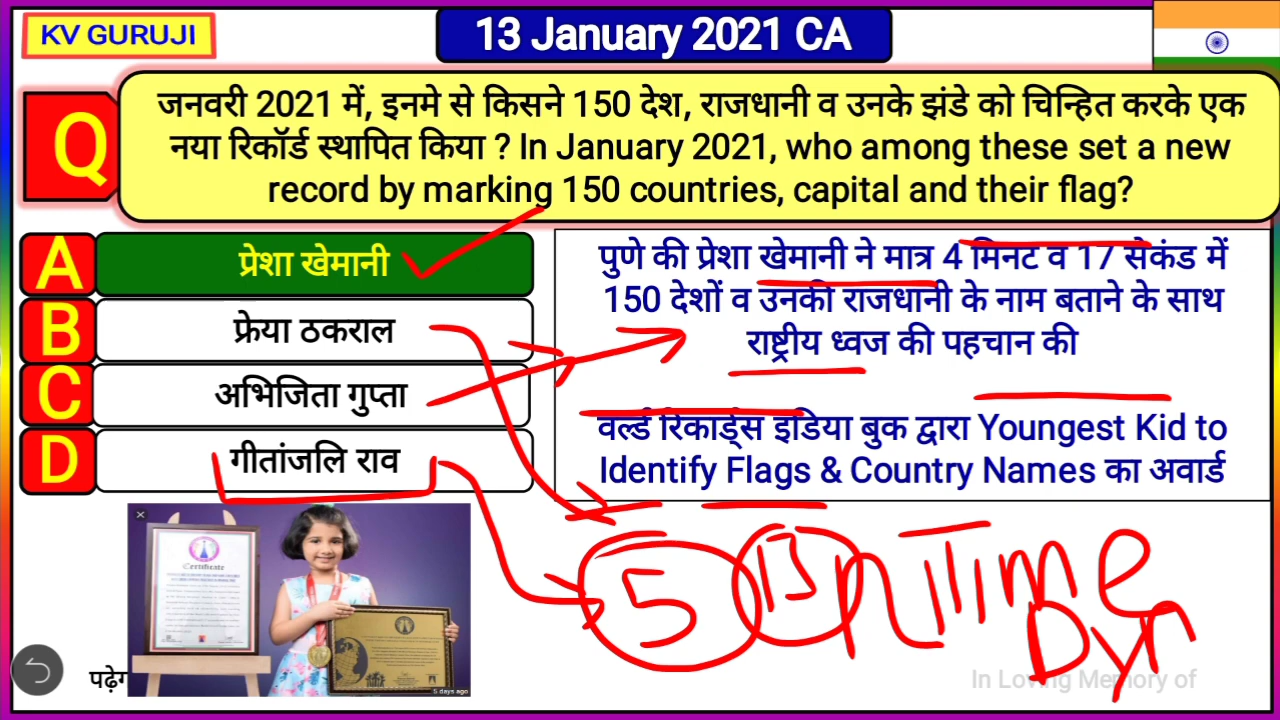 KV GURUJI
13 January 2021 CA
Q
जनवरी 2021 में, इनमे से किसने 150 देश, राजधानी व उनके झंडे को चिन्हित करके एक
नया रिकॉर्ड स्थापित किया ? In January 2021, who among these set a new
record by marking 150 countries, capital and their flag?
A प्रेशा खेमानी
B फ्रेया ठकराल
C अभिजिता गुप्ता
D गीतांजलि राव
पुणे की प्रेशा खेमानी ने मात्र 4 मिनट व 17 सेकंड में
150 देशों व उनकी राजधानी के नाम बताने के साथ
राष्ट्रीय ध्वज की पहचान की
वर्ल्ड रिकार्ड्स इडिया बुक द्वारा Youngest Kid to
Identify Flags & Country Names का अवार्ड
Certificate
5 days ago
5 Time
पढ़ेग
In Loving Memory of